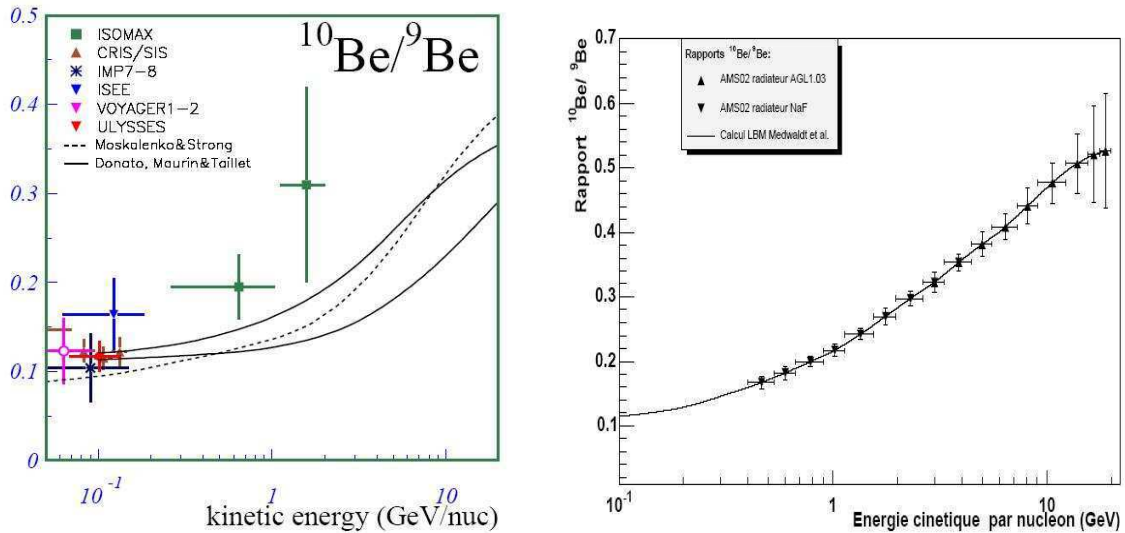 0.5
0.4
0.3
0.2
0.1
0
¹⁰Be/⁹Be
ISOMAX
CRIS/SIS
IMP7-8
ISEE
VOYAGER1-2
ULYSSES
Moskalenko&Strong
Donato, Maurin&Taillet
10⁻¹
1
10
kinetic energy (GeV/nuc)
0.7
0.6
0.5
0.4
0.3
0.2
0.1
Rapport ¹⁰Be/ ⁹Be
Rapports ¹⁰Be/⁹Be:
AMS02 radiateur AGL1.03
AMS02 radiateur NaF
Calcul LBM Medwaldt et al.
10⁻¹
1
10
Energie cinetique par nucleon (GeV)